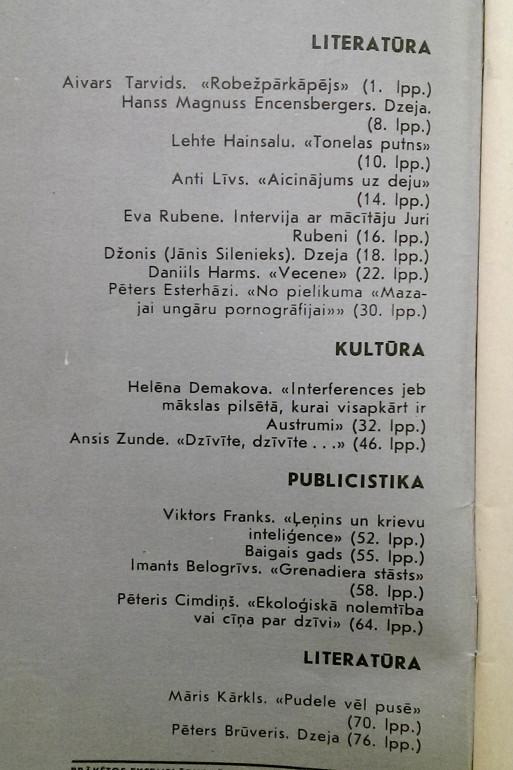 LITERATŪRA
Aivars Tarvids. «Robežpārkāpējs» (1. lpp.)
Hanss Magnuss Encensbergers. Dzeja.
(8. lpp.)
Lehte Hainsalu. «Tonelas putns»
(10. lpp.)
Anti Līvs. «Aicinājums uz deju»
(14. lpp.)
Eva Rubene. Intervija ar mācītāju Juri
Rubeni (16. lpp.)
Džonis (Jānis Silenieks). Dzeja (18. lpp.)
Daniils Harms. «Vecene» (22. lpp.)
Pēters Esterhāzi. «No pielikuma «Maza-
jai ungāru pornogrāfijai»» (30. lpp.)
KULTŪRA
Helēna Demakova. «Interferences jeb
mākslas pilsētā, kurai visapkārt ir
Austrumi» (32. lpp.)
Ansis Zunde. «Dzīvīte, dzīvīte . . .» (46. lpp.)
PUBLICISTIKA
Viktors Franks. «Ļeņins un krievu
inteliģence» (52. lpp.)
Baigais gads (55. lpp.)
Imants Belogrīvs. «Grenadiera stāsts»
(58. lpp.)
Pēteris Cimdiņš. «Ekoloģiskā nolemtība
vai cīņa par dzīvi» (64. lpp.)
LITERATŪRA
Māris Kārkls. «Pudele vēl pusē»
(70. lpp.)
Pēters Brūveris. Dzeja (76. lpp.)